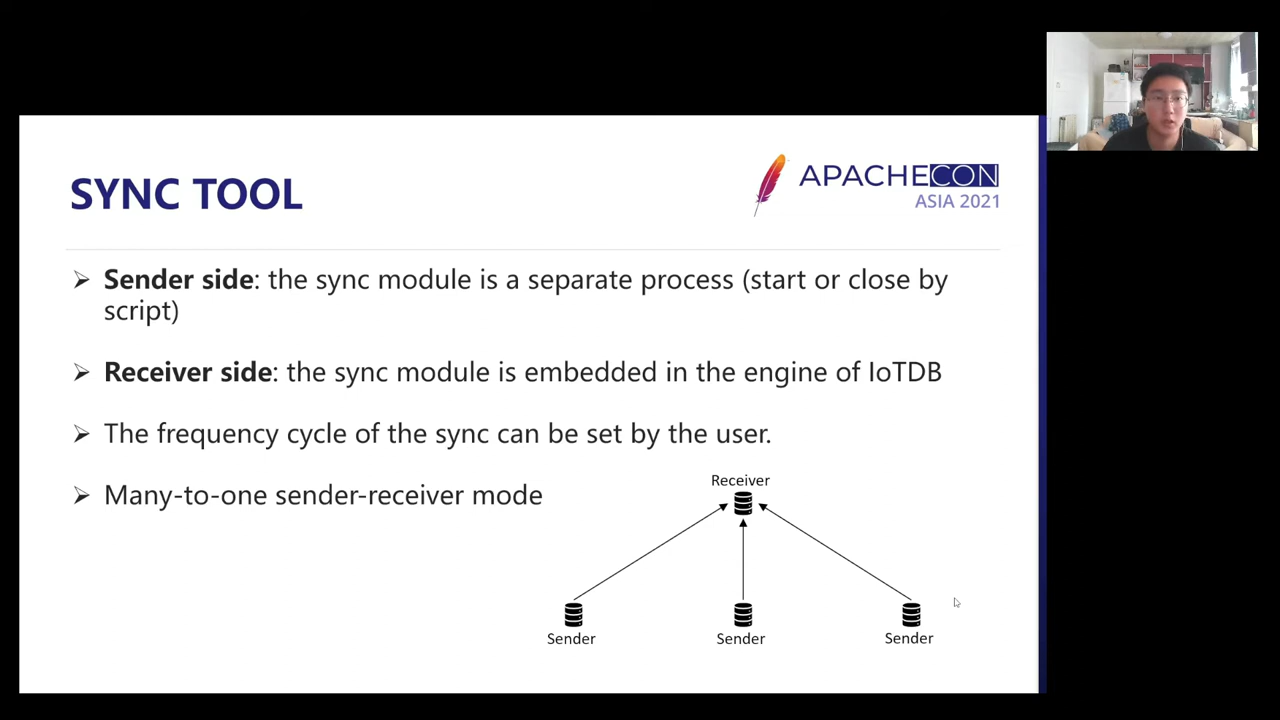 SYNC TOOL
APACHECON
ASIA 2021
➢ Sender side: the sync module is a separate process (start or close by
script)
➢ Receiver side: the sync module is embedded in the engine of IoTDB
➢ The frequency cycle of the sync can be set by the user.
➢ Many-to-one sender-receiver mode
Receiver
Sender
Sender
Sender